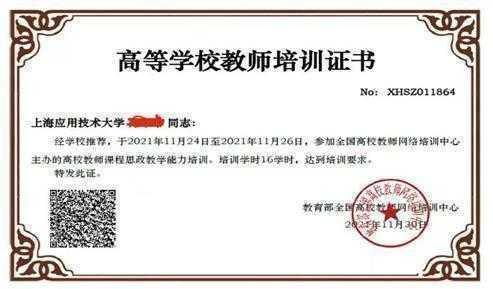 高等学校教师培训证书
No: XHSZ011864
上海应用技术大学 同志:
经学校推荐,于2021年11月24日至2021年11月26日,参加全国高校教师网络培训中心
主办的高校教师课程思政教学能力培训。培训学时16学时,达到培训要求。
特发此证。
教育部全国高校教师网络培训中心
2021年11月30日